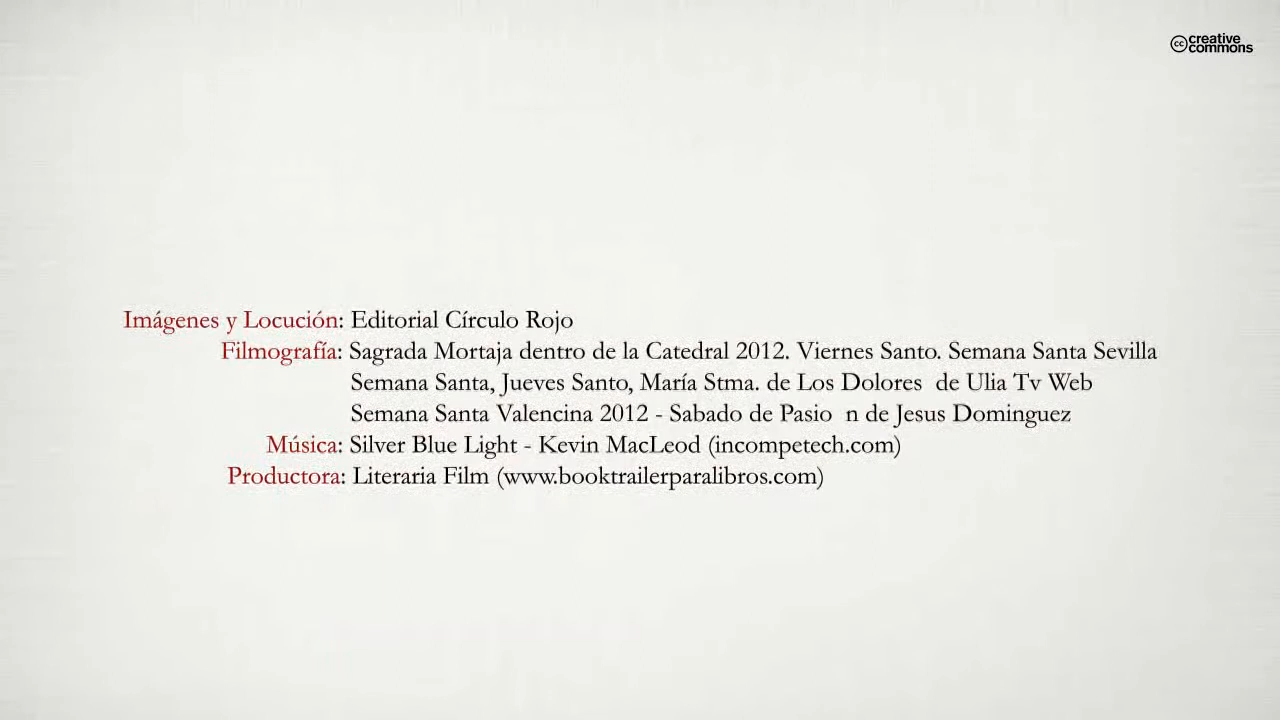 creative
commons
Imágenes y Locución: Editorial Círculo Rojo
Filmografía: Sagrada Mortaja dentro de la Catedral 2012. Viernes Santo. Semana Santa Sevilla
Semana Santa, Jueves Santo, María Stma. de Los Dolores  de Ulia Tv Web
Semana Santa Valencina 2012 - Sabado de Pasio  n de Jesus Dominguez
Música: Silver Blue Light - Kevin MacLeod (incompetech.com)
Productora: Literaria Film (www.booktrailerparalibros.com)